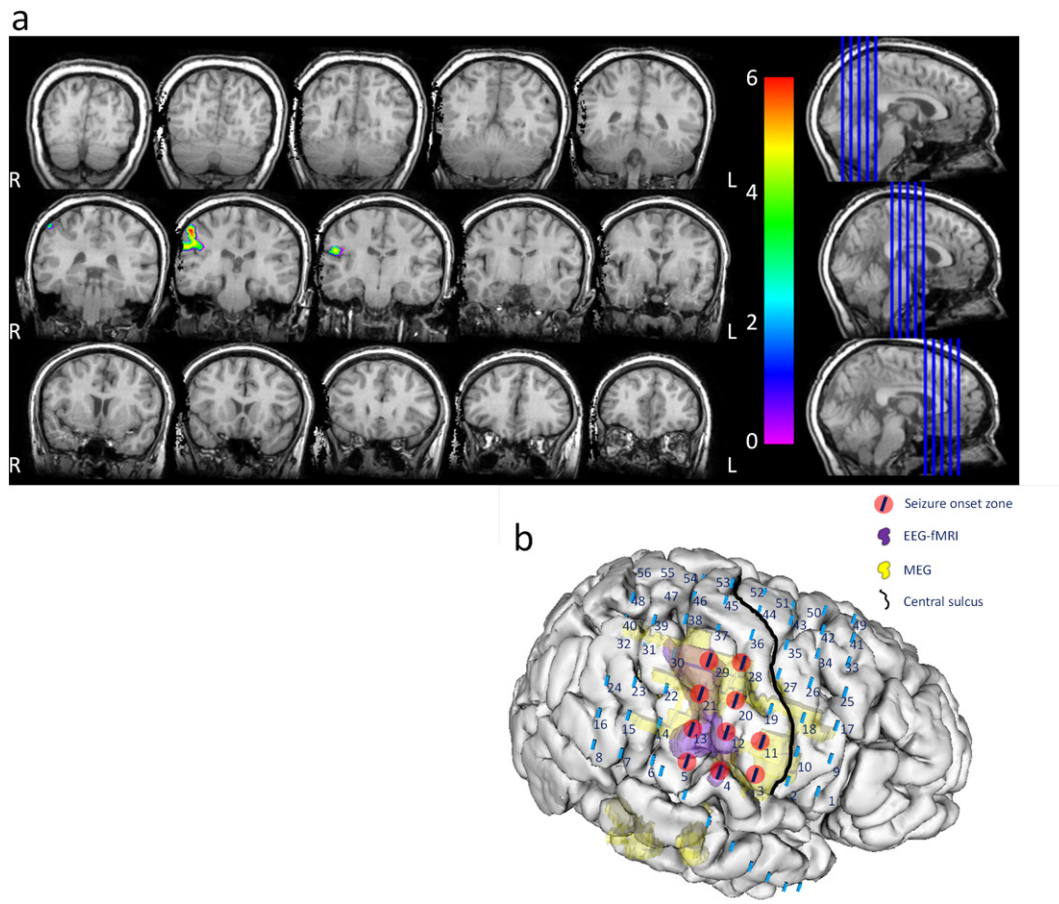 a
6
4
2
0
R L
R L
R L
b
Seizure onset zone
EEG-fMRI
MEG
Central sulcus
56 55 54 53 52 51 50 49
48 47 46 45 44 43 42 41
40 39 38 37 36 35 34 33
32 31 30 29 28 27 26 25
24 23 22 21 20 19 18 17
16 15 14 13 12 11 10 9
8 7 6 5 4 3 2 1